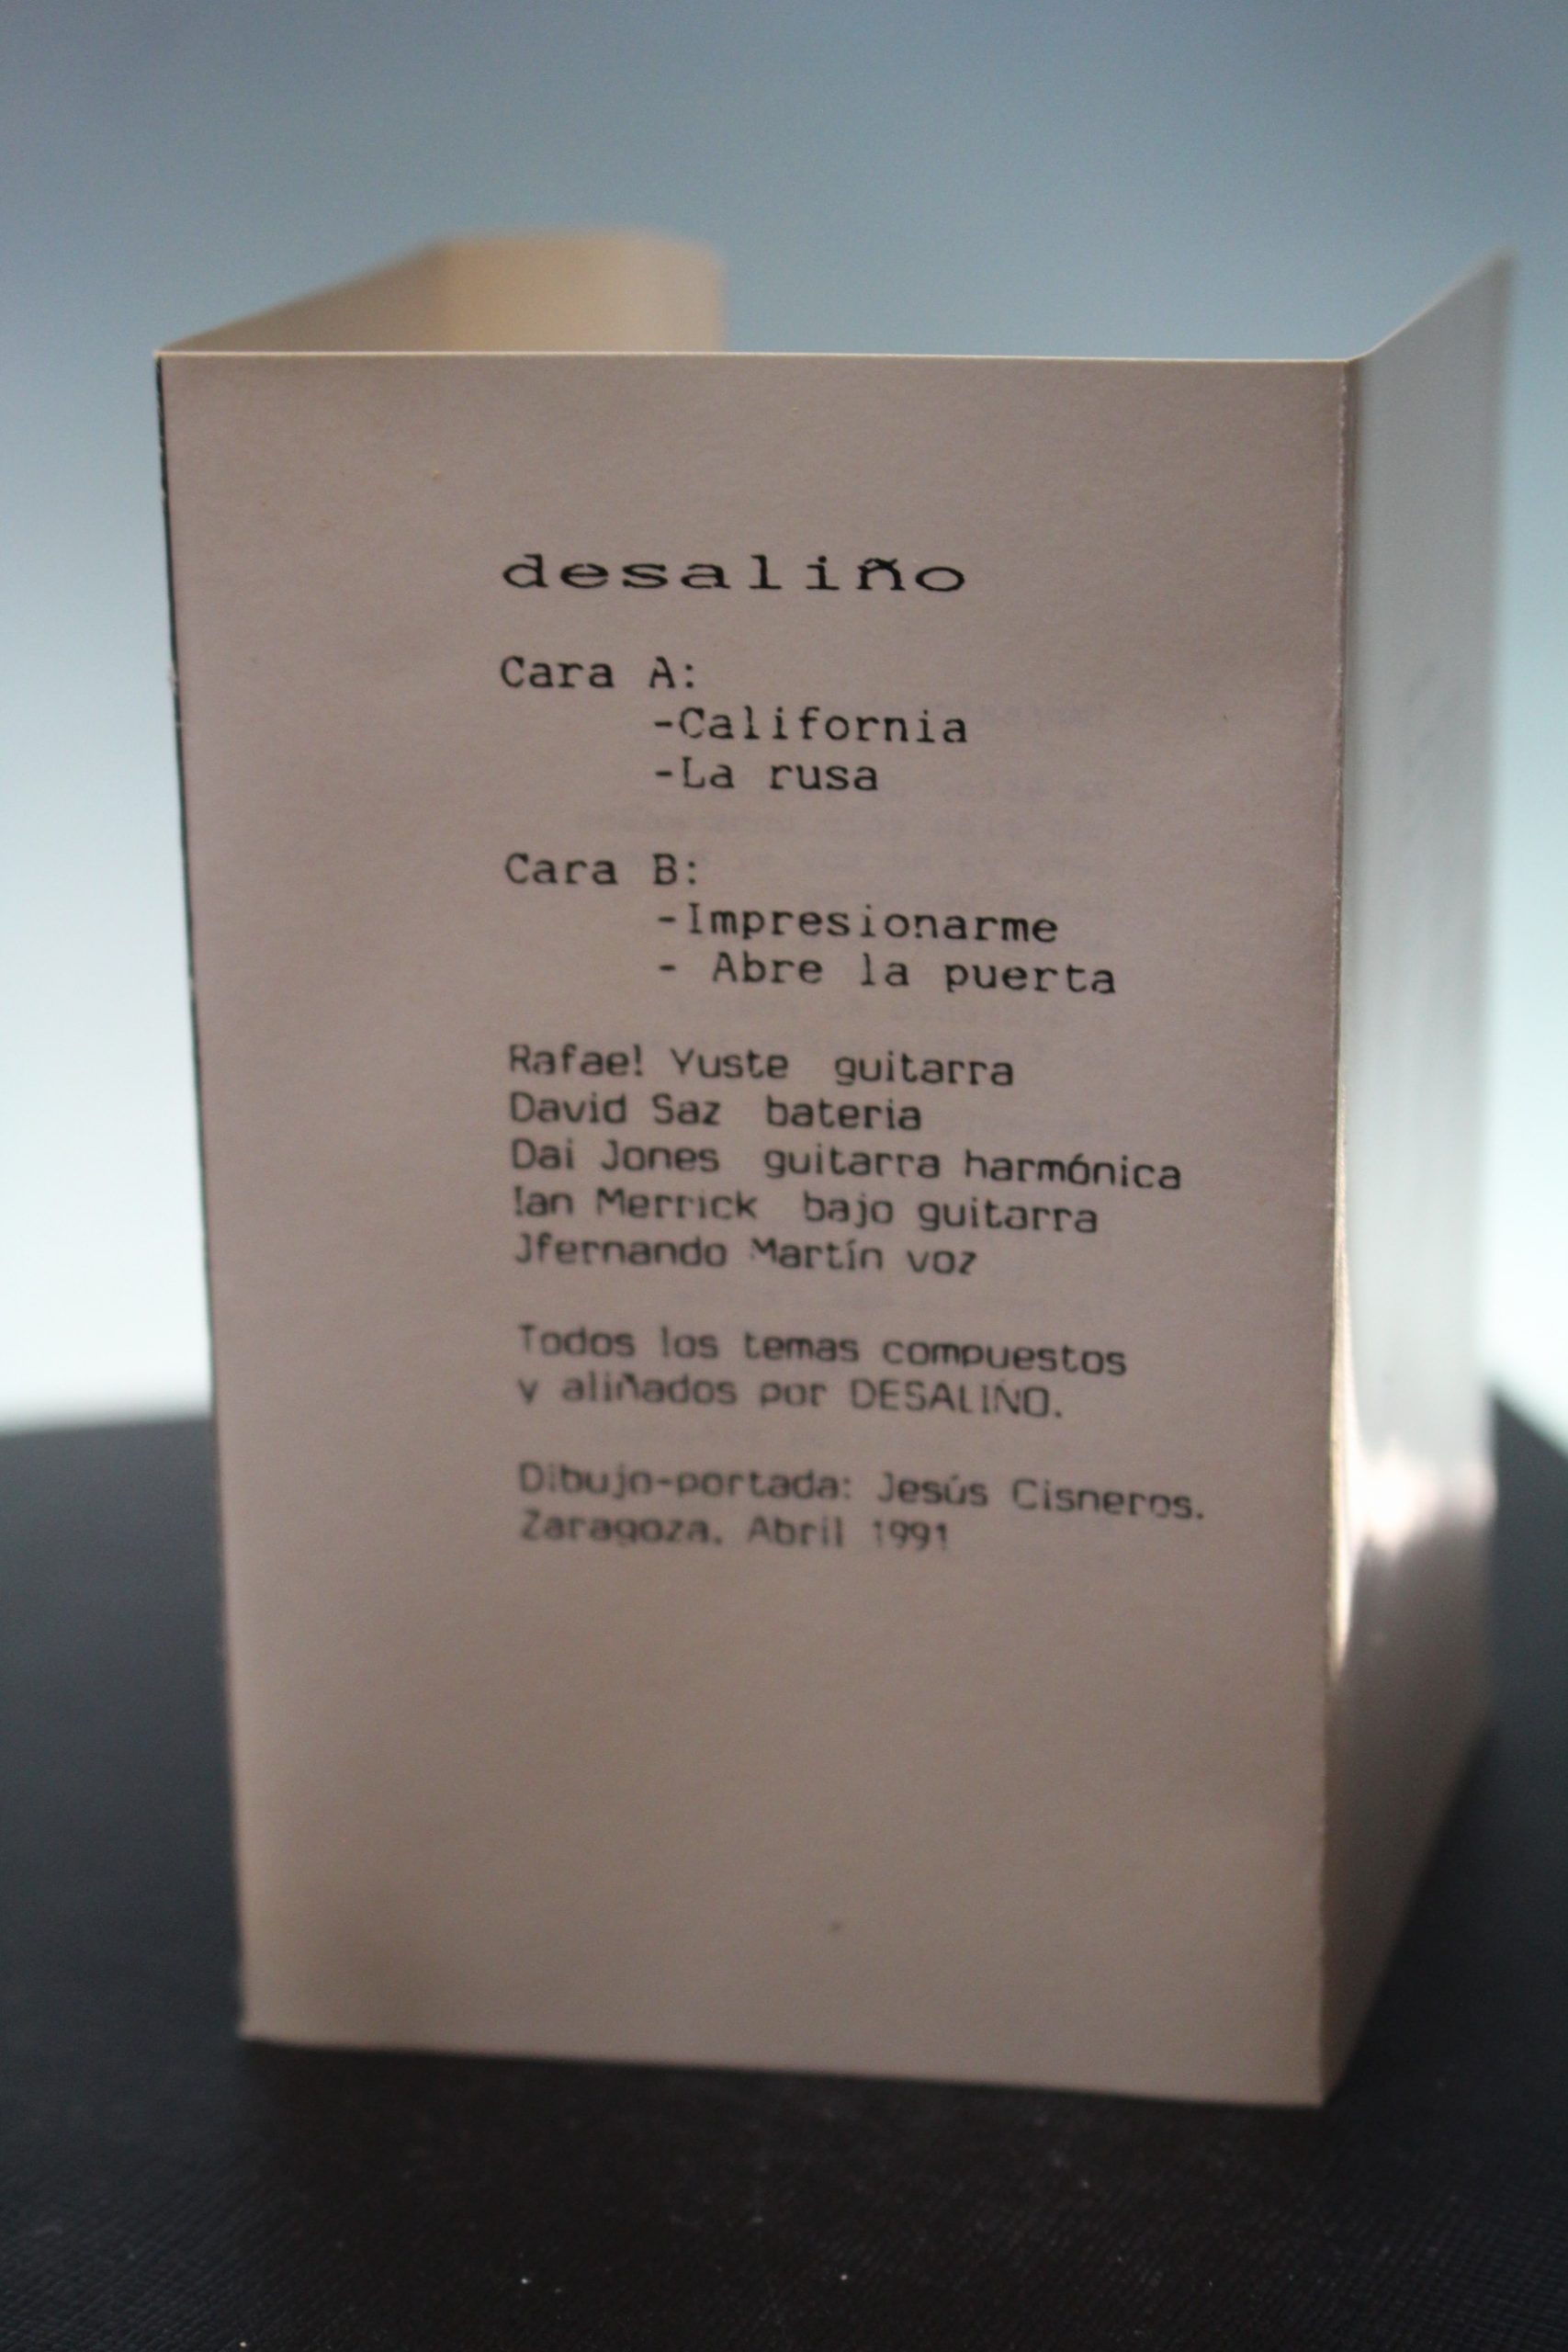 desaliño
Cara A:
-California
-La rusa
Cara B:
-Impresionarme
- Abre la puerta
Rafael Yuste guitarra
David Saz bateria
Dai Jones guitarra harmónica
Ian Merrick bajo guitarra
Jfernando Martín voz
Todos los temas compuestos
y aliñados por DESALIÑO.
Dibujo-portada: Jesús Cisneros.
Zaragoza. Abril 1991